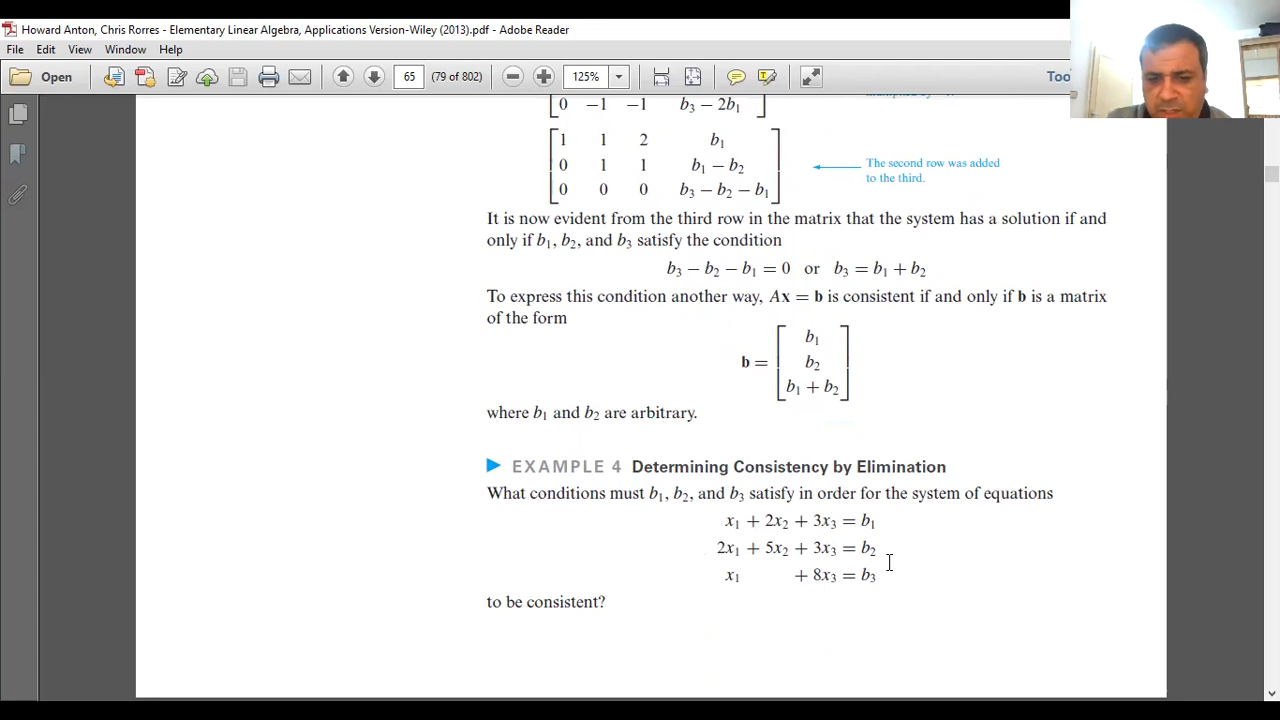 Howard Anton, Chris Rorres - Elementary Linear Algebra, Applications Version-Wiley (2013).pdf - Adobe Reader
File Edit View Window Help
Open 65 (79 of 802) 125% Too
[0 −1 −1 b₃ − 2b₁]
[1 1 2 b₁
0 1 1 b₁ − b₂
0 0 0 b₃ − b₂ − b₁]
The second row was added
to the third.
It is now evident from the third row in the matrix that the system has a solution if and
only if b₁, b₂, and b₃ satisfy the condition
b₃ − b₂ − b₁ = 0 or b₃ = b₁ + b₂
To express this condition another way, Ax = b is consistent if and only if b is a matrix
of the form
b = [b₁
b₂
b₁ + b₂]
where b₁ and b₂ are arbitrary.
EXAMPLE 4 Determining Consistency by Elimination
What conditions must b₁, b₂, and b₃ satisfy in order for the system of equations
x₁ + 2x₂ + 3x₃ = b₁
2x₁ + 5x₂ + 3x₃ = b₂
x₁ + 8x₃ = b₃
to be consistent?